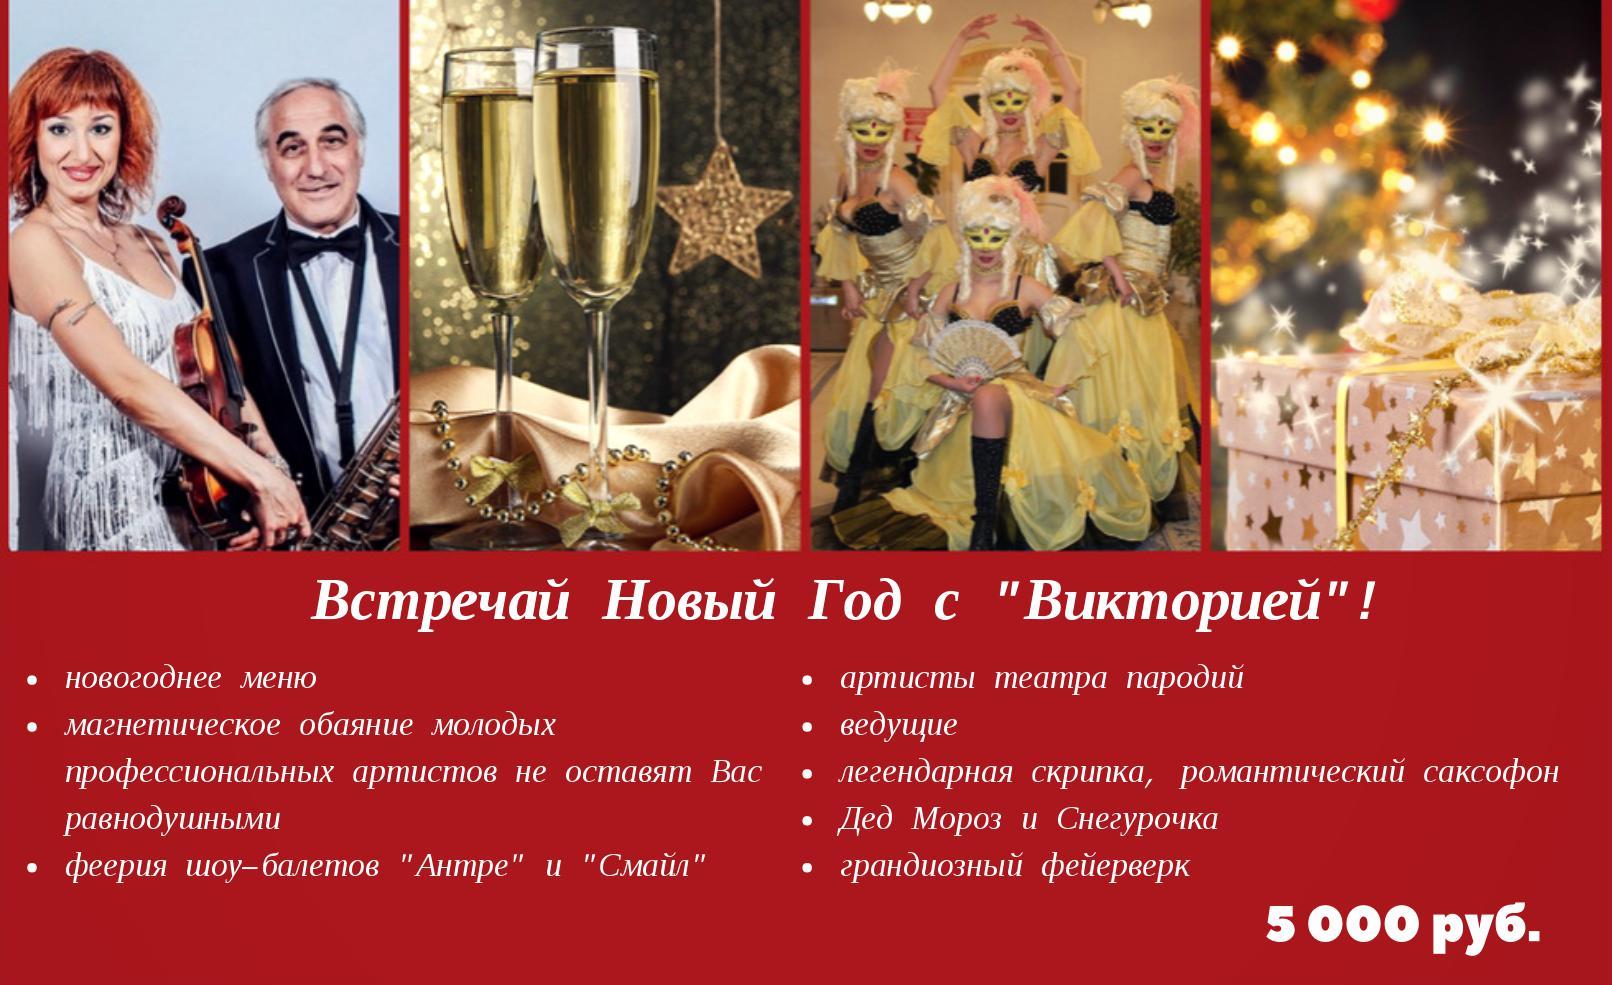 Встречай Новый Год с "Викторией"!
• новогоднее меню
• магнетическое обаяние молодых
профессиональных артистов не оставят Вас
равнодушными
• феерия шоу–балетов "Антре" и "Смайл"
• артисты театра пародий
• ведущие
• легендарная скрипка, романтический саксофон
• Дед Мороз и Снегурочка
• грандиозный фейерверк
5 000 руб.